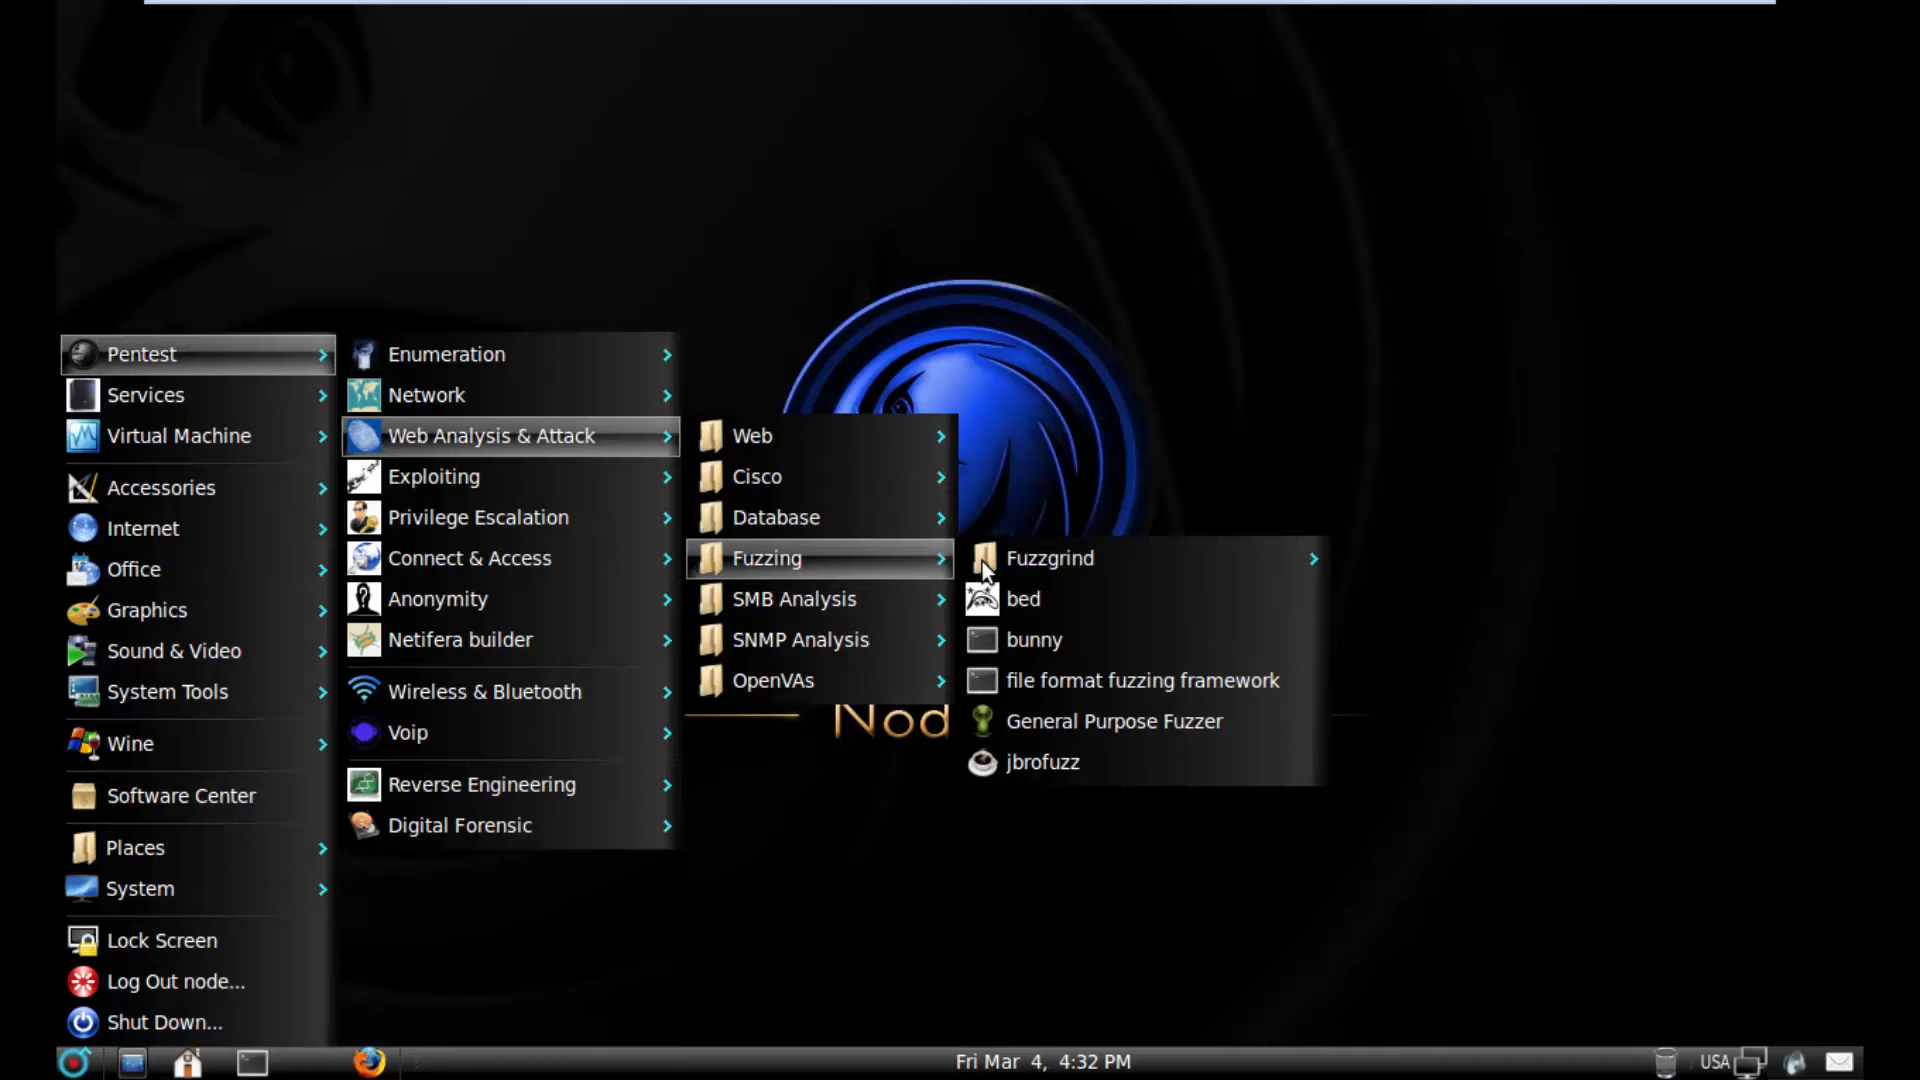 Pentest
Services
Virtual Machine
Accessories
Internet
Office
Graphics
Sound & Video
System Tools
Wine
Software Center
Places
System
Lock Screen
Log Out node...
Shut Down...
Enumeration
Network
Web Analysis & Attack
Exploiting
Privilege Escalation
Connect & Access
Anonymity
Netifera builder
Wireless & Bluetooth
Voip
Reverse Engineering
Digital Forensic
Web
Cisco
Database
Fuzzing
SMB Analysis
SNMP Analysis
OpenVAs
Fuzzgrind
bed
bunny
file format fuzzing framework
General Purpose Fuzzer
jbrofuzz
Nod
Fri Mar 4, 4:32 PM
USA